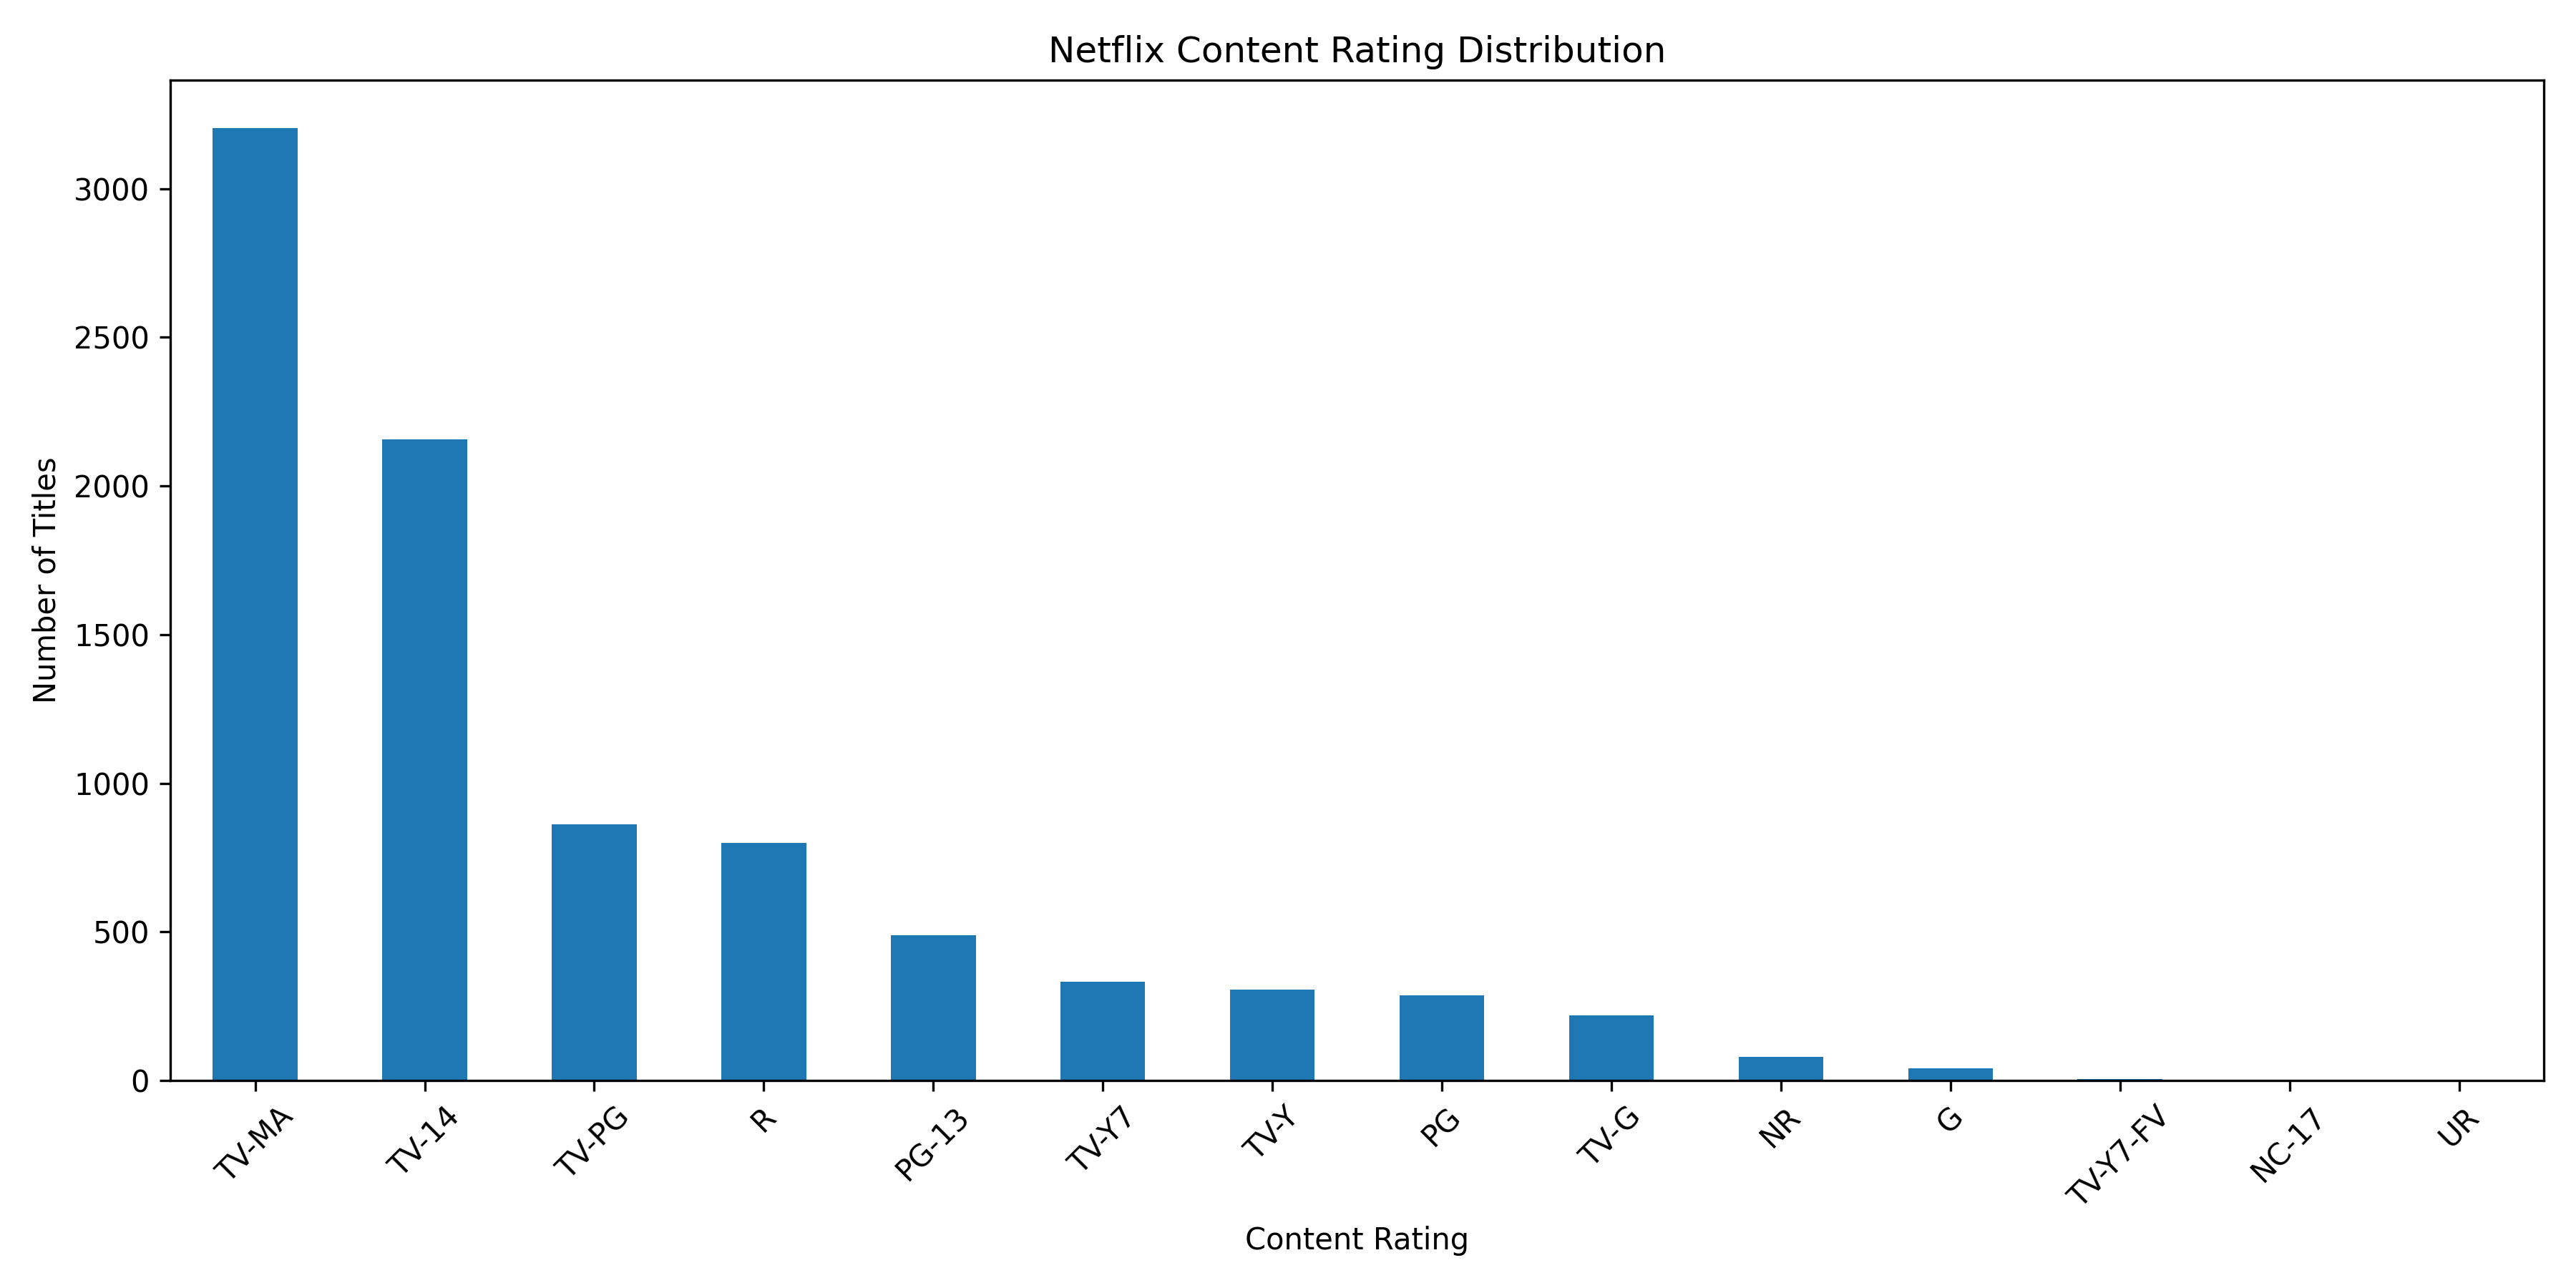 Netflix Content Rating Distribution
Number of Titles
3000
2500
2000
1500
1000
500
0
TV-MA
TV-14
TV-PG
R
PG-13
TV-Y7
TV-Y
PG
TV-G
NR
G
TV-Y7-FV
NC-17
UR
Content Rating